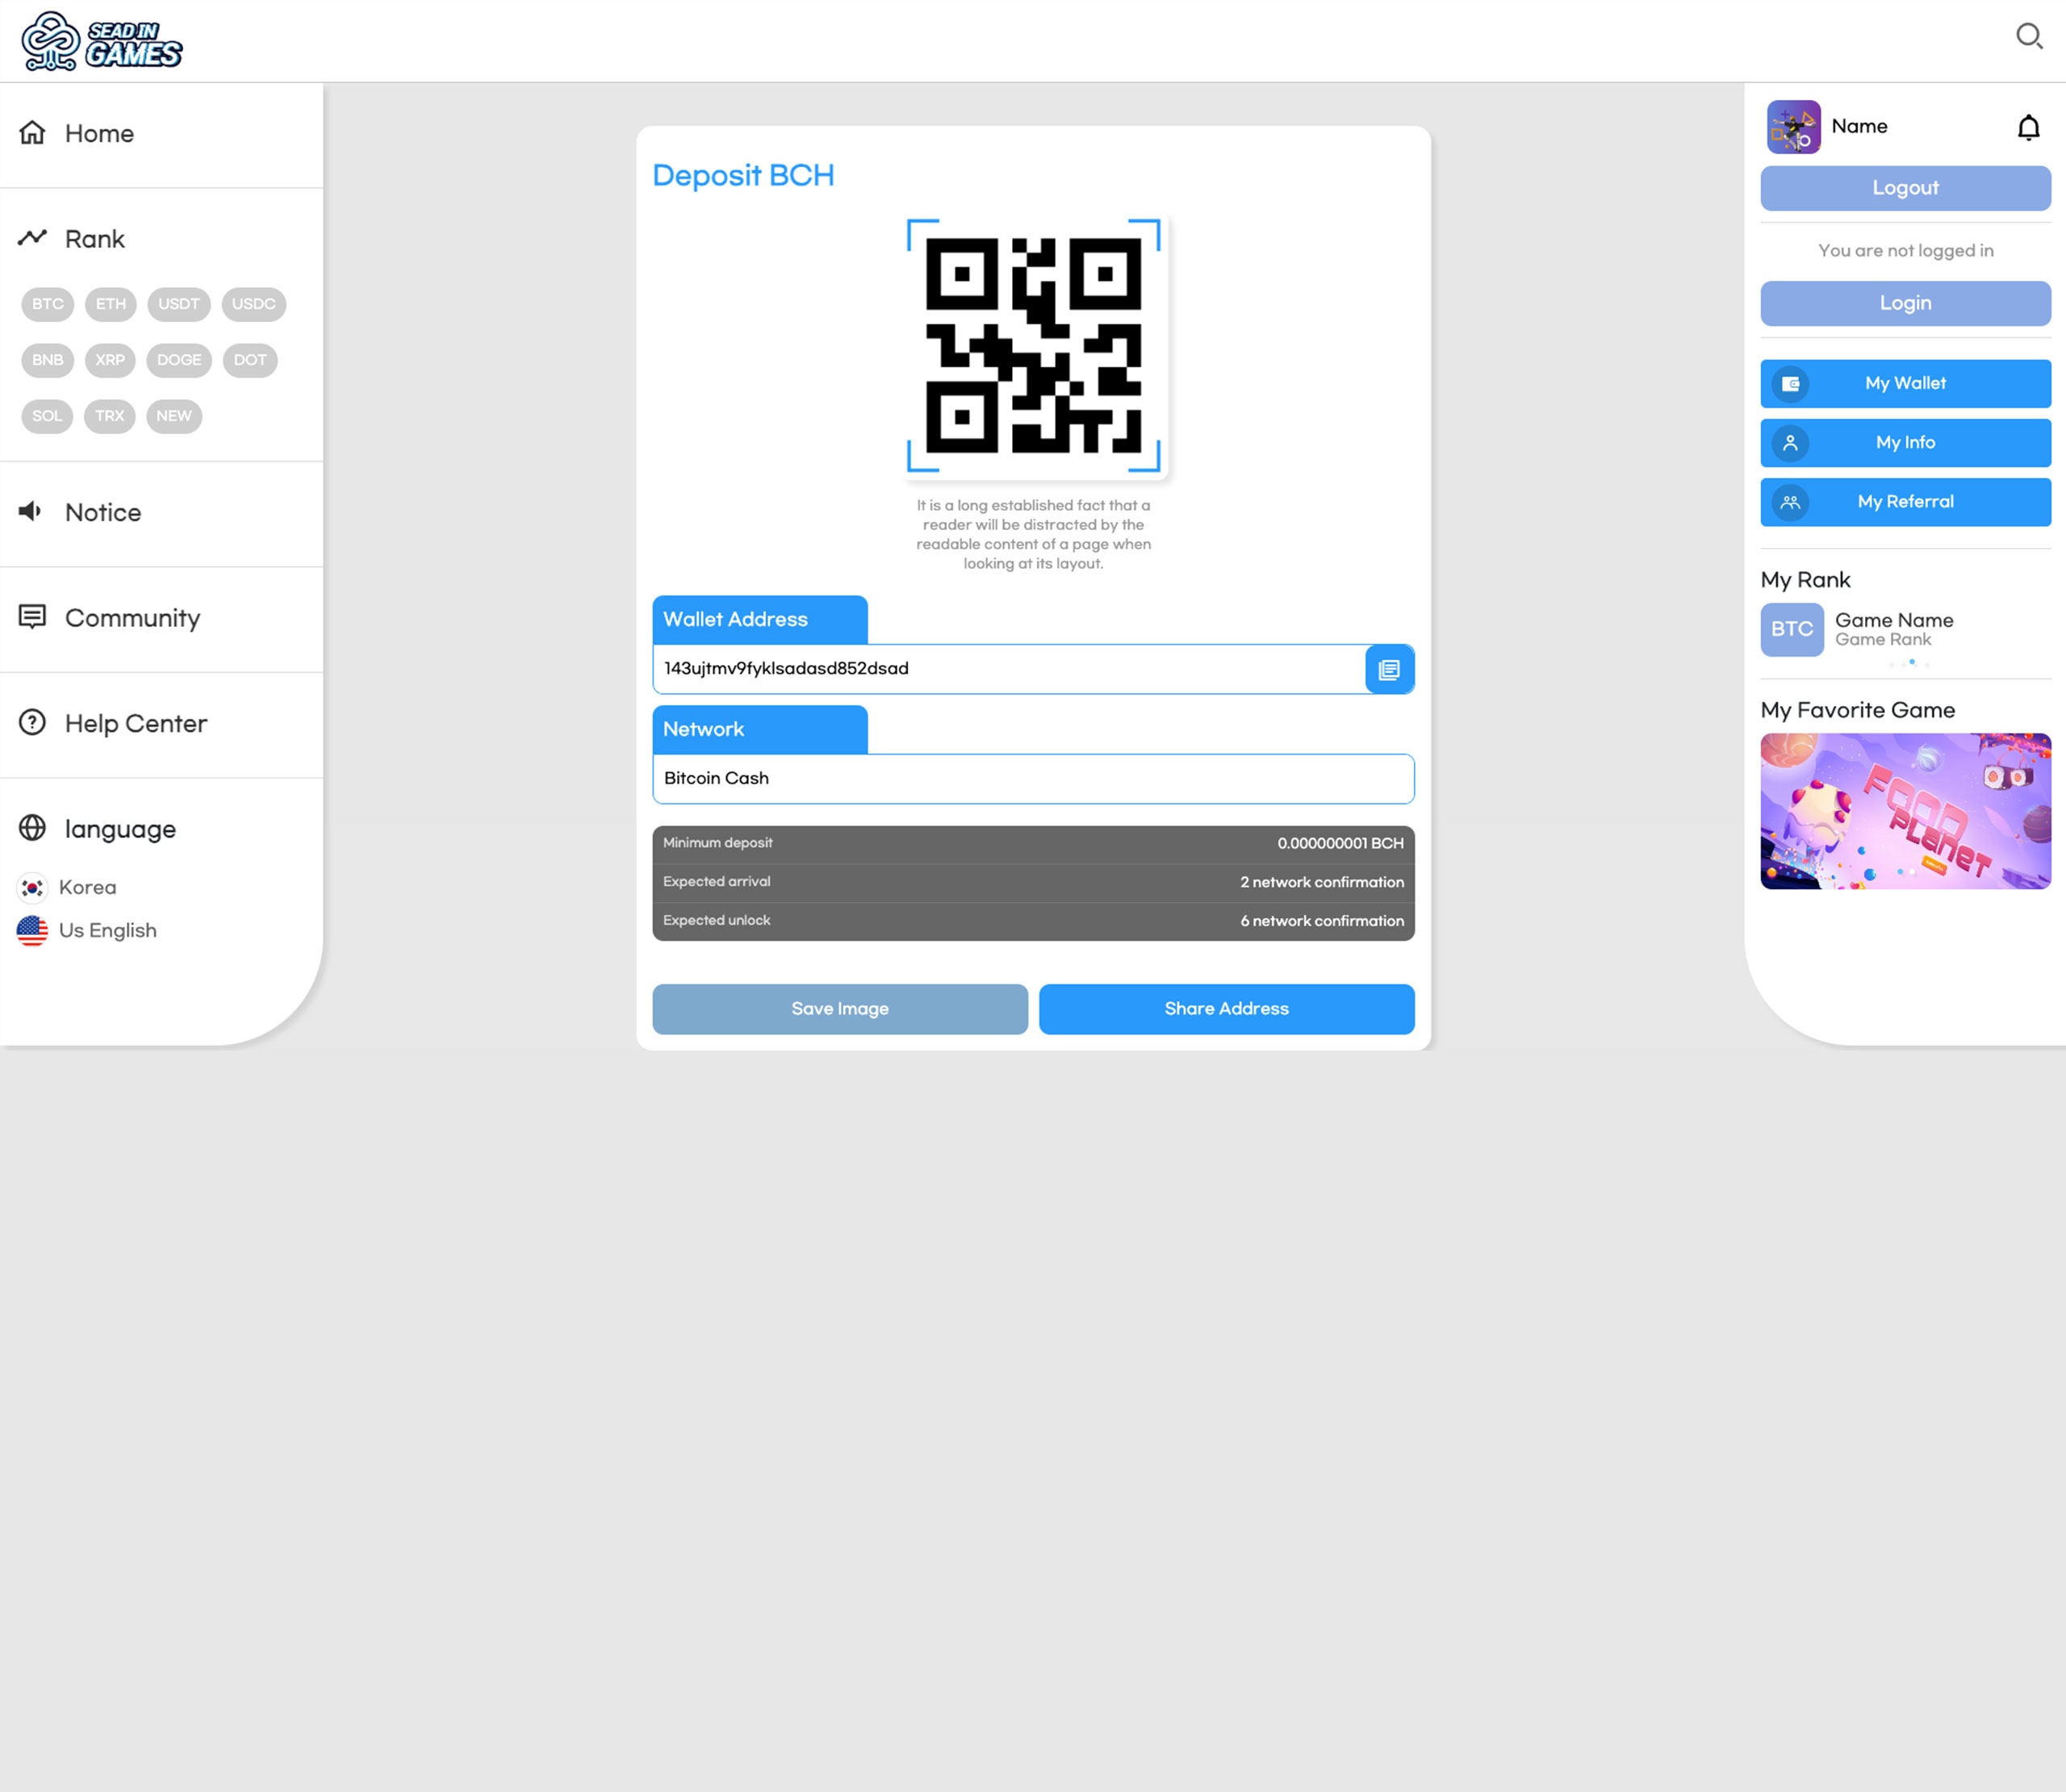 SEAD IN
GAMES
Home
Rank
BTC ETH USDT USDC
BNB XRP DOGE DOT
SOL TRX NEW
Notice
Community
Help Center
language
Korea
Us English
Deposit BCH
It is a long established fact that a
reader will be distracted by the
readable content of a page when
looking at its layout.
Wallet Address
143ujtmv9fyklsadasd852dsad
Network
Bitcoin Cash
Minimum deposit 0.000000001 BCH
Expected arrival 2 network confirmation
Expected unlock 6 network confirmation
Save Image Share Address
Name
Logout
You are not logged in
Login
My Wallet
My Info
My Referral
My Rank
BTC
Game Name
Game Rank
My Favorite Game
FOOD
PLANET